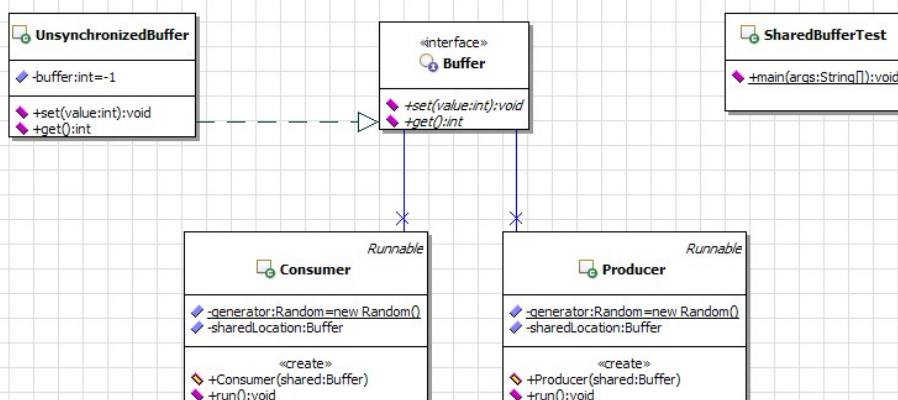 UnsynchronizedBuffer
-buffer:int=-1
+set(value:int):void
+get():int
«interface»
Buffer
+set(value:int):void
+get():int
SharedBufferTest
+main(args:String[]):void
Runnable
Consumer
-generator:Random=new Random()
-sharedLocation:Buffer
«create»
+Consumer(shared:Buffer)
+run():void
Runnable
Producer
-generator:Random=new Random()
-sharedLocation:Buffer
«create»
+Producer(shared:Buffer)
+run():void